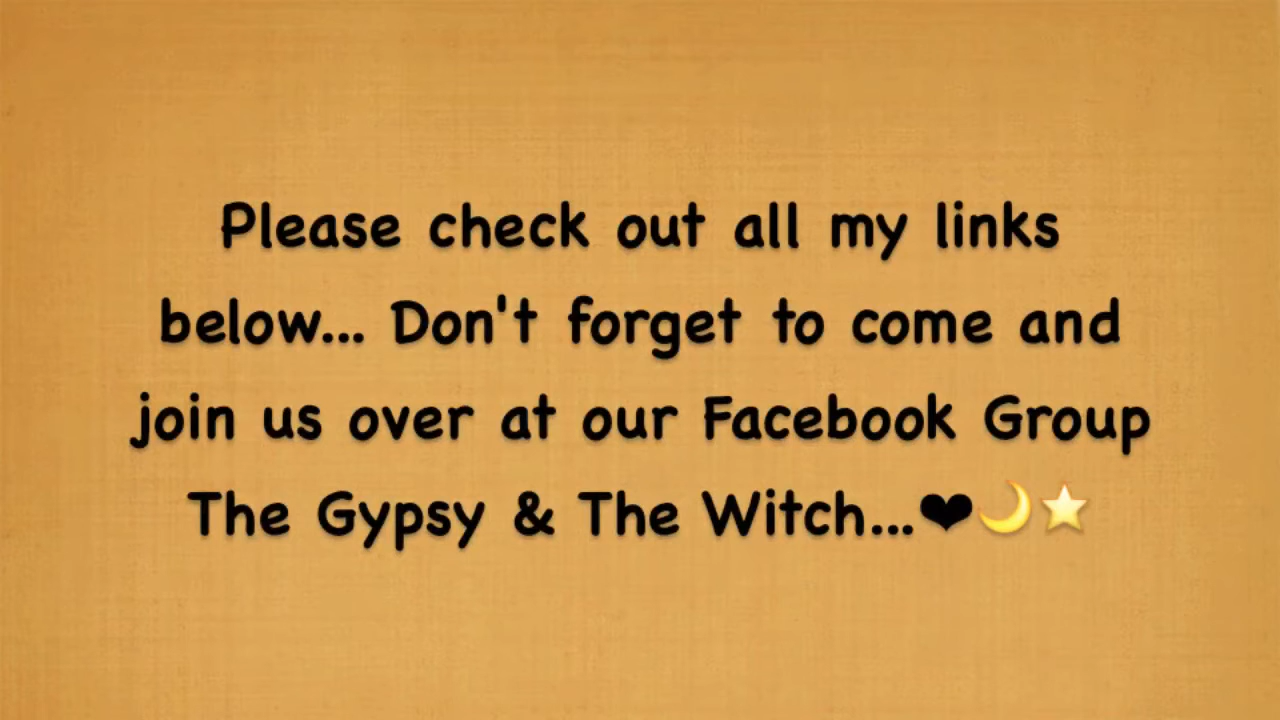 Please check out all my links
below... Don't forget to come and
join us over at our Facebook Group
The Gypsy & The Witch...❤🌙⭐